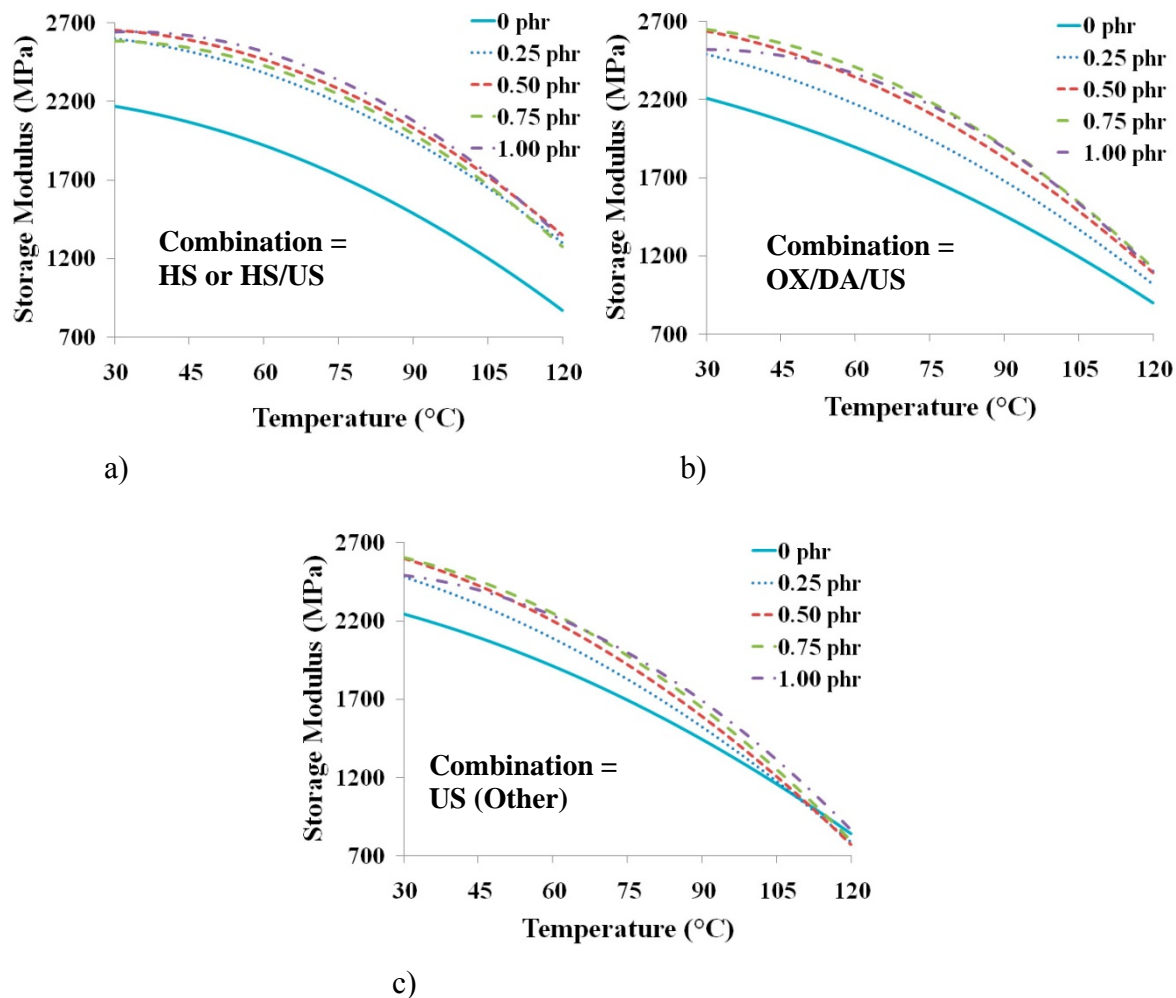 2700
2200
1700
1200
700
Storage Modulus (MPa)
0 phr
0.25 phr
0.50 phr
0.75 phr
1.00 phr
Combination =
HS or HS/US
30 45 60 75 90 105 120
Temperature (°C)
a)
2700
2200
1700
1200
700
Storage Modulus (MPa)
0 phr
0.25 phr
0.50 phr
0.75 phr
1.00 phr
Combination =
OX/DA/US
30 45 60 75 90 105 120
Temperature (°C)
b)
2700
2200
1700
1200
700
Storage Modulus (MPa)
0 phr
0.25 phr
0.50 phr
0.75 phr
1.00 phr
Combination =
US (Other)
30 45 60 75 90 105 120
Temperature (°C)
c)